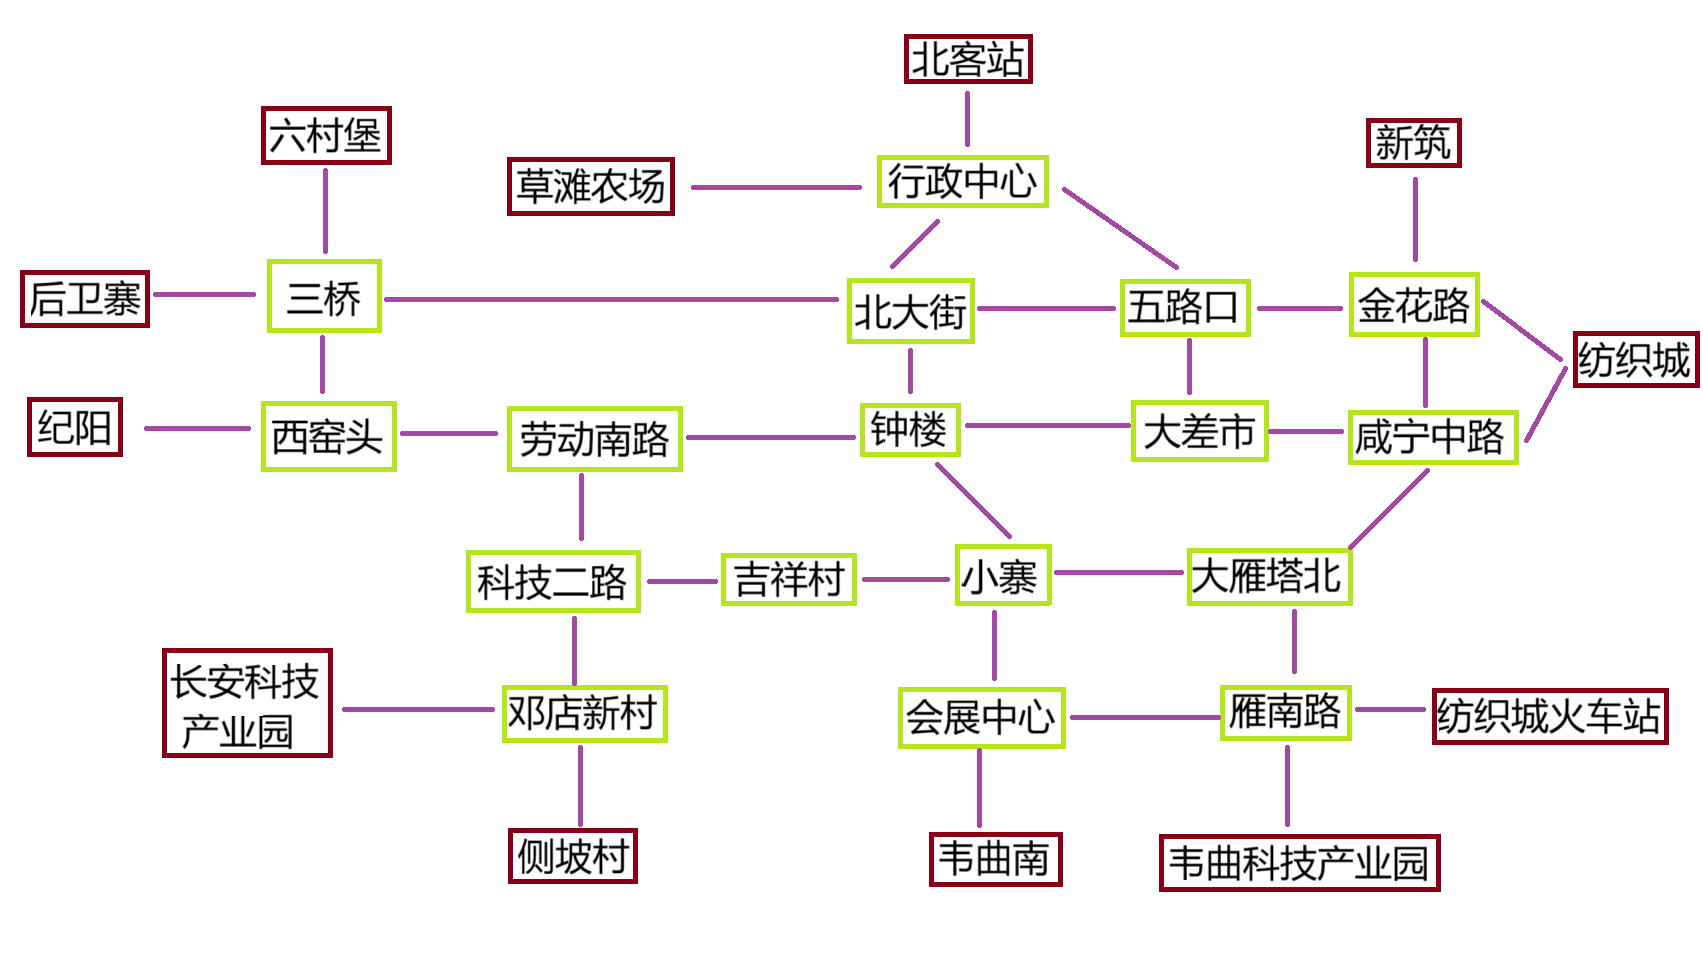 北客站
六村堡
新筑
草滩农场
行政中心
后卫寨
三桥
北大街
五路口
金花路
纺织城
纪阳
西窑头
劳动南路
钟楼
大差市
咸宁中路
科技二路
吉祥村
小寨
大雁塔北
长安科技
产业园
邓店新村
会展中心
雁南路
纺织城火车站
侧坡村
韦曲南
韦曲科技产业园